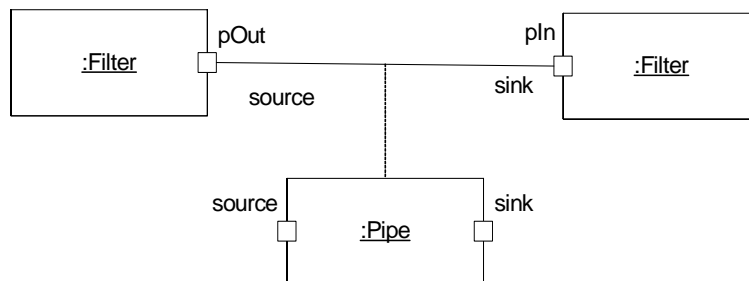 pOut
pIn
:Filter
:Filter
source
sink
source
sink
:Pipe